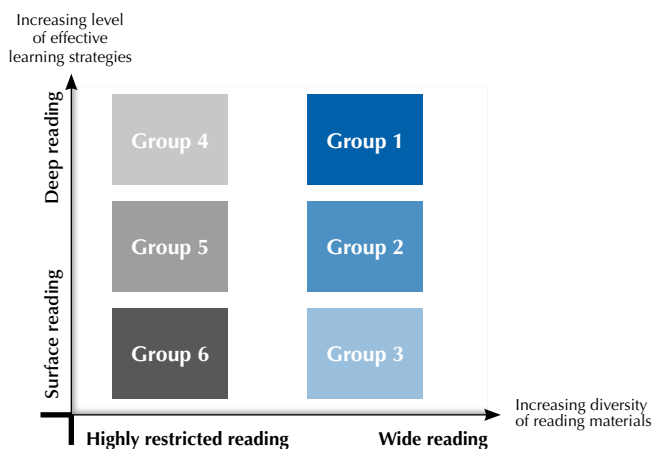 Increasing level
of effective
learning strategies
Deep reading
Surface reading
Group 4
Group 1
Group 5
Group 2
Group 6
Group 3
Increasing diversity
of reading materials
Highly restricted reading
Wide reading